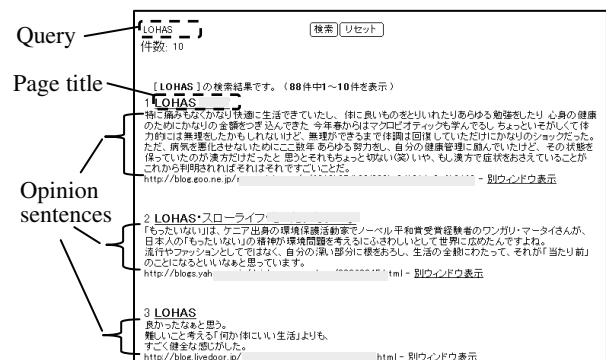 Query
LOHAS
検索 リセット
件数: 10
[LOHAS]の検索結果です。(88件中1~10件を表示)
Page title
1 LOHAS
特に痛みもなくかなり快適に生活できていたし、体に良いものをとりいれたりあらゆる勉強をしたり 心身の健康
のためにかなりの金額をつぎ込んできた 今年春からはマクロビオティックも学んでるし ちょっといそがしくて体
力的には無理をしたかもしれないけど、無理ができるまで体調は回復していただけにかなりのショックだった。
ただ、病気を悪化させないためにここ数年 あらゆる努力をし、自分の健康管理に励んでいたけど、その状態を
保っていたのが漢方だけだったと 思うとそれもちょっと切ない(笑) いや、もし漢方で症状をおさえていることが
これから判明されればそれはそれですごいことだ。
http://blog.goo.ne.jp/ - 別ウィンドウ表示
Opinion
sentences
2 LOHAS・スローライフ
「もったいない」は、ケニア出身の環境保護活動家でノーベル平和賞受賞経験者のワンガリ・マータイさんが、
日本人の「もったいない」の精神が環境問題を考えるにふさわしいとして世界に広めたんですよね。
流行やファッションとしてではなく、自分の深い部分に根をおろし、生活の全般にわたって、それが「当たり前」
のことになるといいなぁと思っています。
http://blogs.yah html - 別ウィンドウ表示
3 LOHAS
良かったなぁと思う。
難しいこと考える「何か体にいい生活」よりも、
すごく健全な感じがした。
http://blog.livedoor.jp/ html - 別ウィンドウ表示